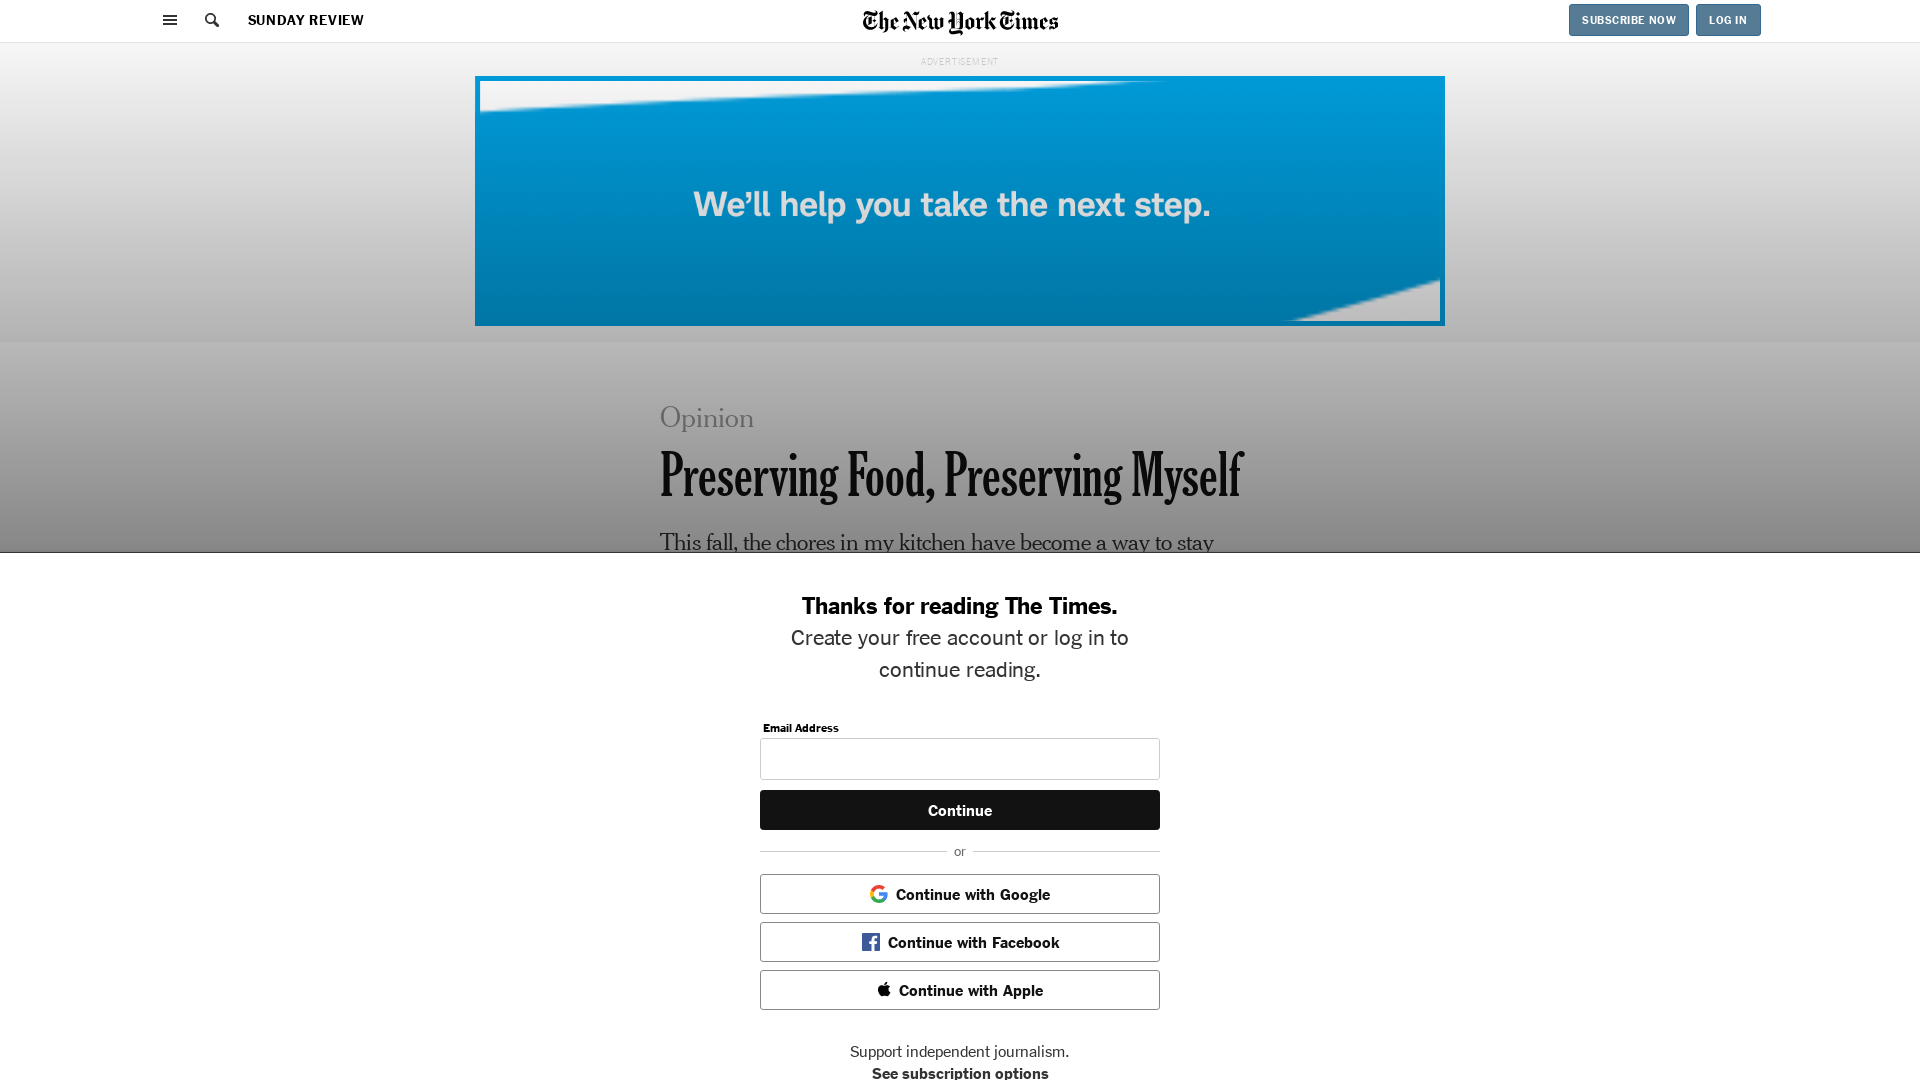 SUNDAY REVIEW
The New York Times
SUBSCRIBE NOW
LOG IN
ADVERTISEMENT
We'll help you take the next step.
Opinion
Preserving Food, Preserving Myself
This fall, the chores in my kitchen have become a way to stay
Thanks for reading The Times.
Create your free account or log in to
continue reading.
Email Address
Continue
or
Continue with Google
Continue with Facebook
Continue with Apple
Support independent journalism.
See subscription options